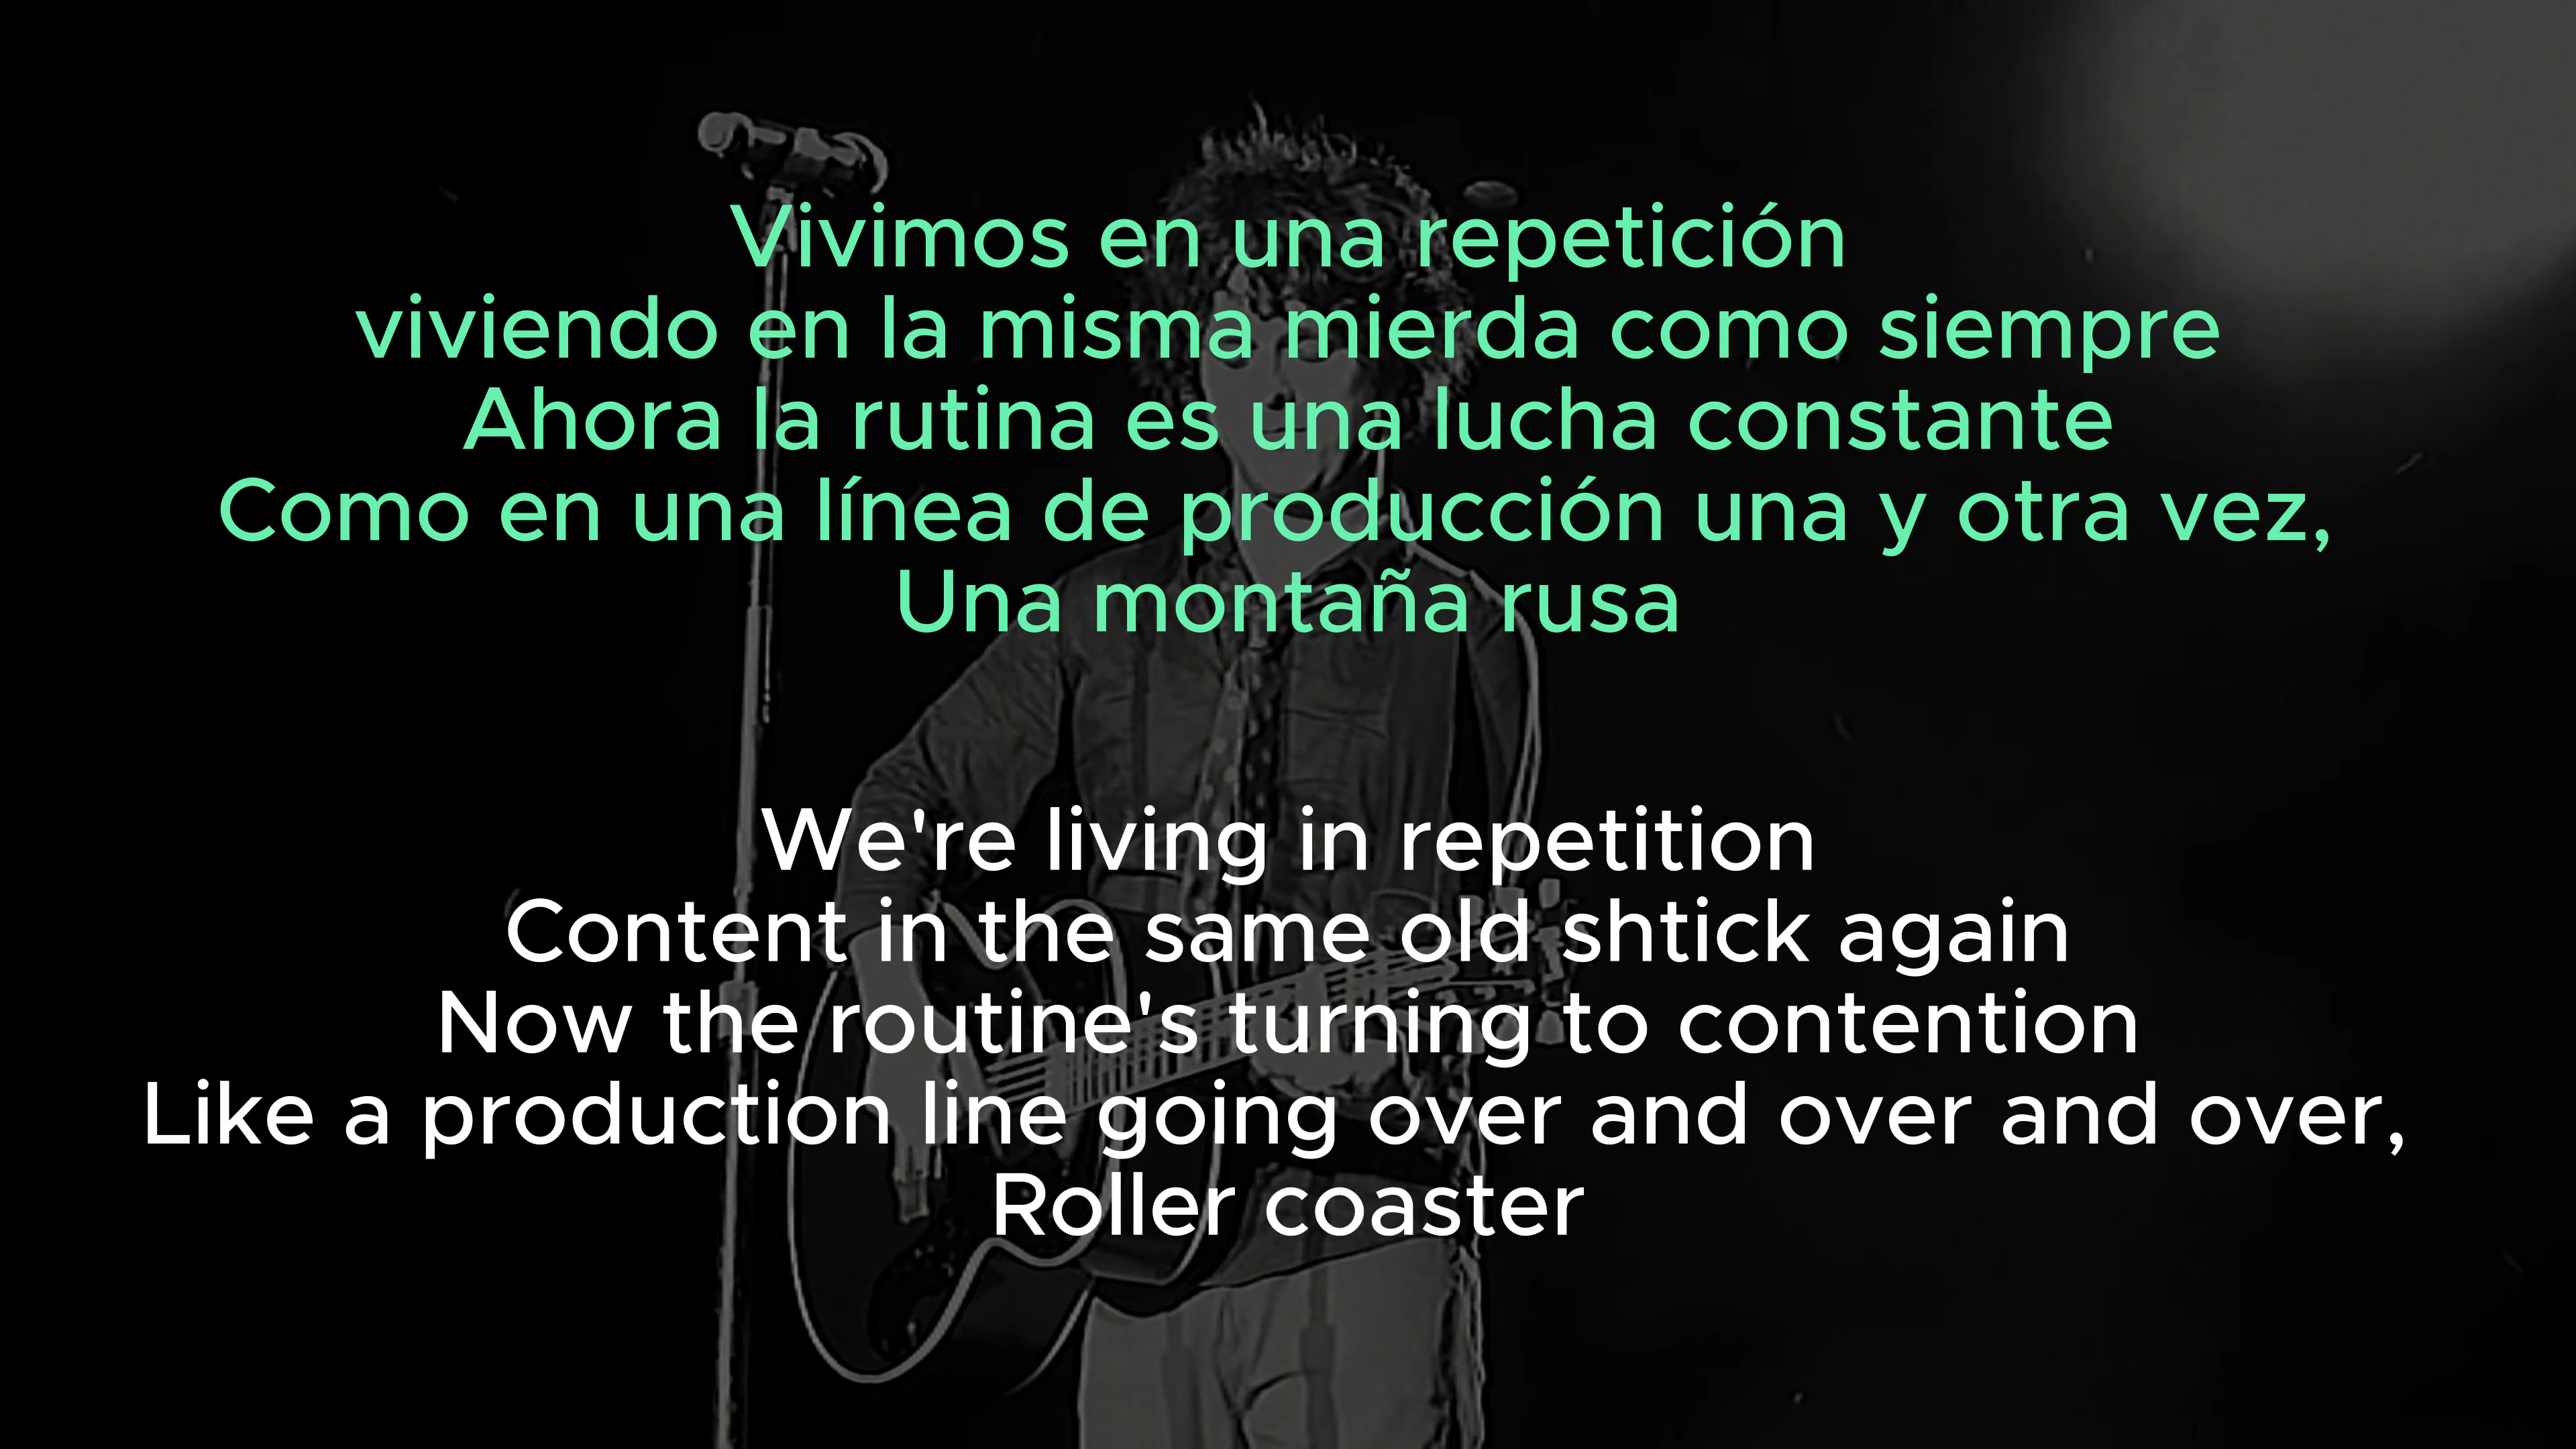 Vivimos en una repetición
viviendo en la misma mierda como siempre
Ahora la rutina es una lucha constante
Como en una línea de producción una y otra vez,
Una montaña rusa
We're living in repetition
Content in the same old shtick again
Now the routine's turning to contention
Like a production line going over and over and over,
Roller coaster